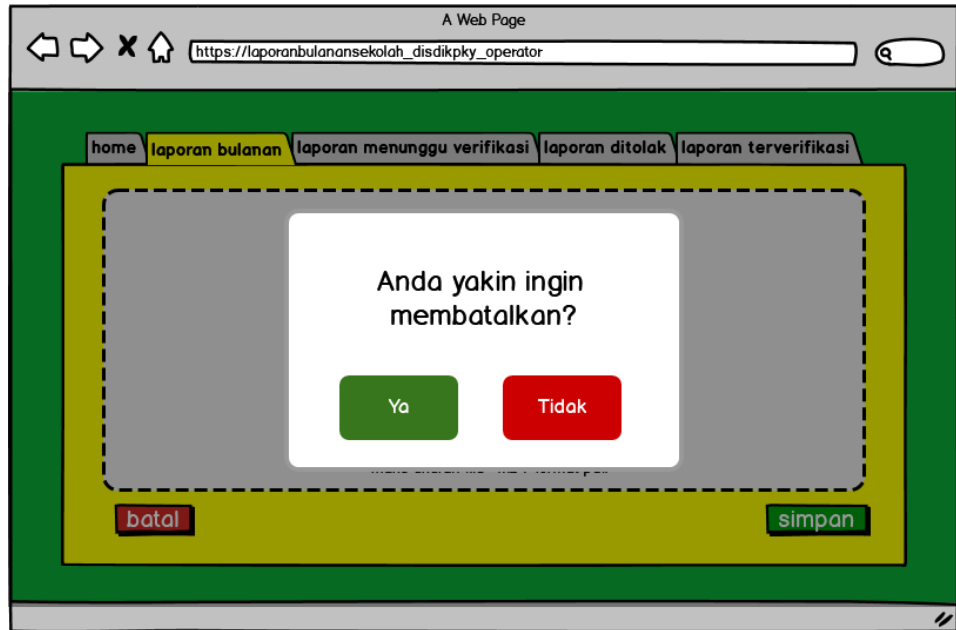 A Web Page
https://laporanbulanansekolah_disdikpky_operator
home laporan bulanan laporan menunggu verifikasi laporan ditolak laporan terverifikasi
Anda yakin ingin
membatalkan?
Ya Tidak
batal simpan